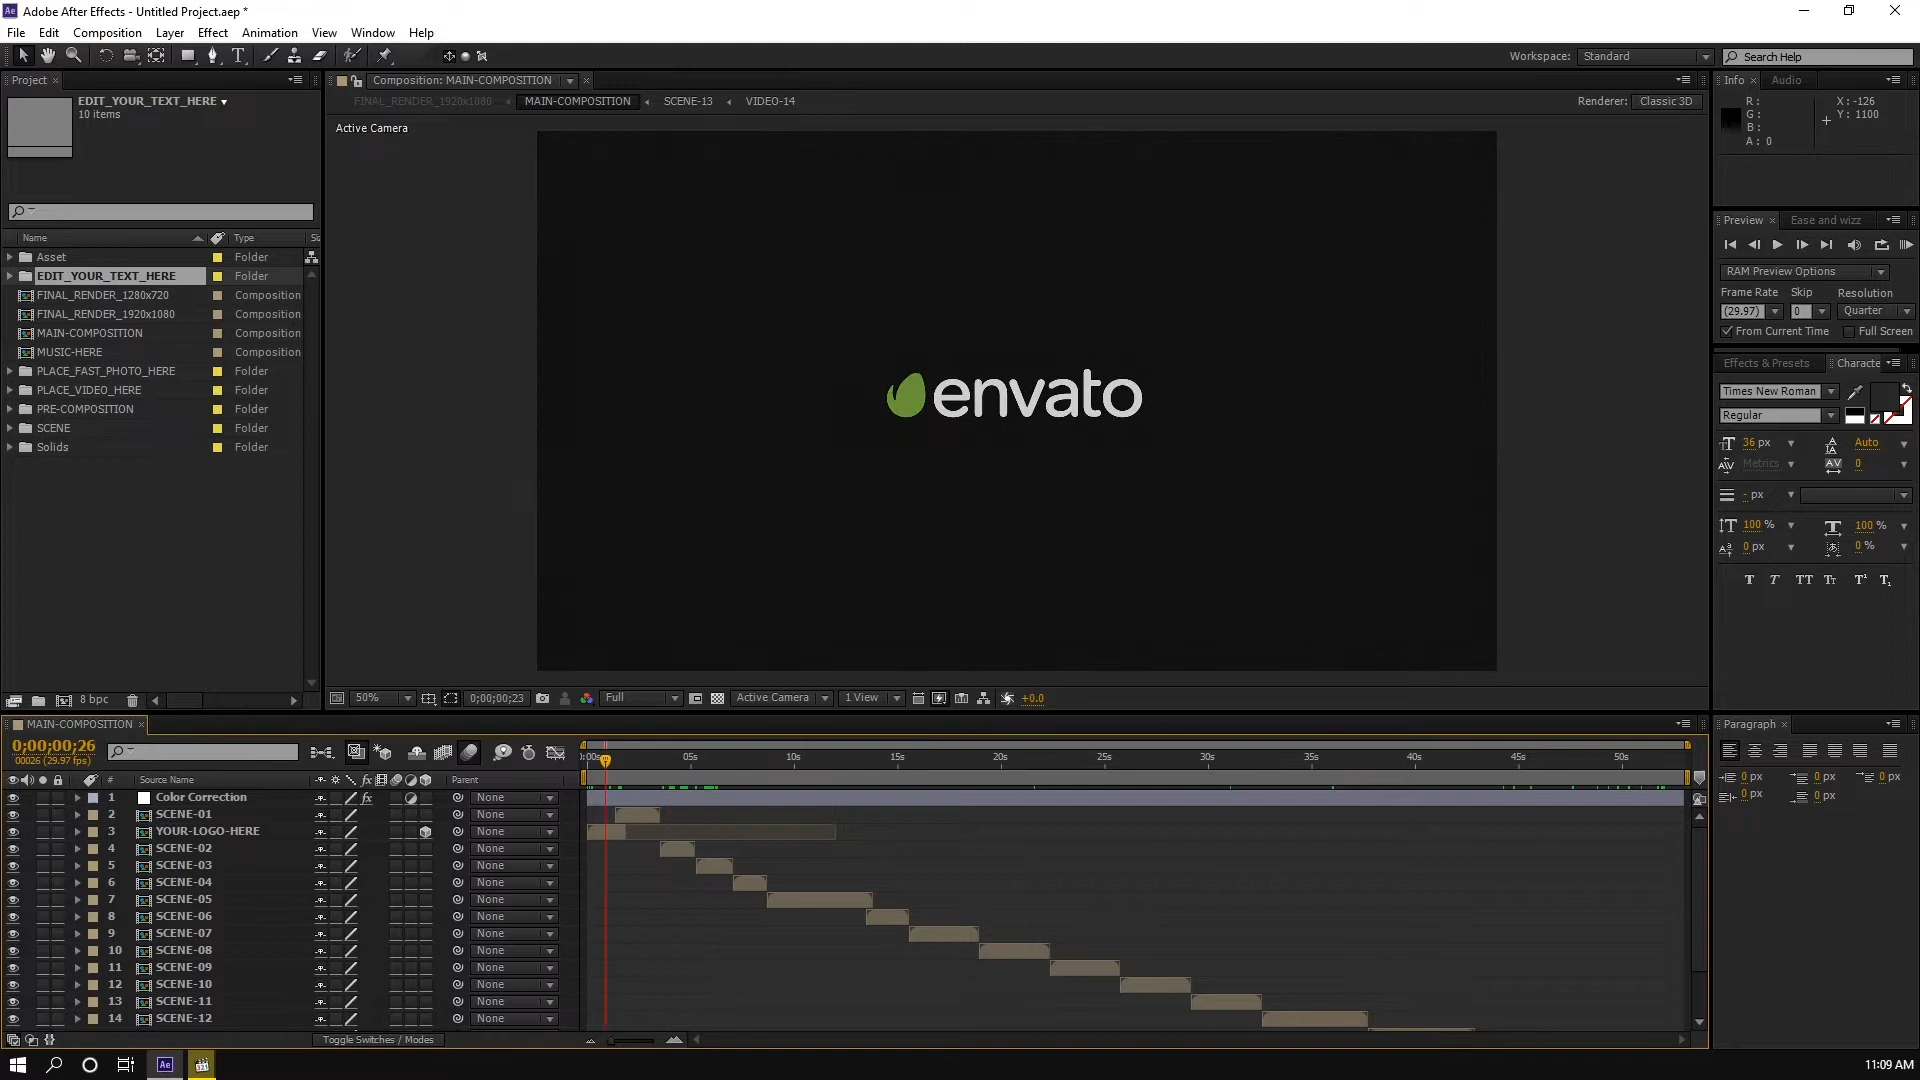 Adobe After Effects - Untitled Project.aep *
File Edit Composition Layer Effect Animation View Window Help
Workspace: Standard Search Help
Project
EDIT_YOUR_TEXT_HERE
10 items
Name Type
Asset Folder
EDIT_YOUR_TEXT_HERE Folder
FINAL_RENDER_1280x720 Composition
FINAL_RENDER_1920x1080 Composition
MAIN-COMPOSITION Composition
MUSIC-HERE Composition
PLACE_FAST_PHOTO_HERE Folder
PLACE_VIDEO_HERE Folder
PRE-COMPOSITION Folder
SCENE Folder
Solids Folder
8 bpc
Composition: MAIN-COMPOSITION
FINAL_RENDER_1920x1080 MAIN-COMPOSITION SCENE-13 VIDEO-14
Renderer: Classic 3D
Active Camera
envato
50% 0;00;00;23 Full Active Camera 1 View +0.0
Info Audio
R: X: -126
G: Y: 1100
B:
A: 0
Preview Ease and wizz
RAM Preview Options
Frame Rate Skip Resolution
(29.97) 0 Quarter
From Current Time Full Screen
Effects & Presets Characte
Times New Roman
Regular
36 px Auto
Metrics 0
- px
100 % 100 %
0 px 0 %
T T TT Tt T¹ T₁
MAIN-COMPOSITION
0;00;00;26
00026 (29.97 fps)
# Source Name fx Parent
0:00s 05s 10s 15s 20s 25s 30s 35s 40s 45s 50s
1 Color Correction fx None
2 SCENE-01 None
3 YOUR-LOGO-HERE None
4 SCENE-02 None
5 SCENE-03 None
6 SCENE-04 None
7 SCENE-05 None
8 SCENE-06 None
9 SCENE-07 None
10 SCENE-08 None
11 SCENE-09 None
12 SCENE-10 None
13 SCENE-11 None
14 SCENE-12 None
Toggle Switches / Modes
Paragraph
0 px 0 px 0 px
0 px 0 px
Ae
11:09 AM